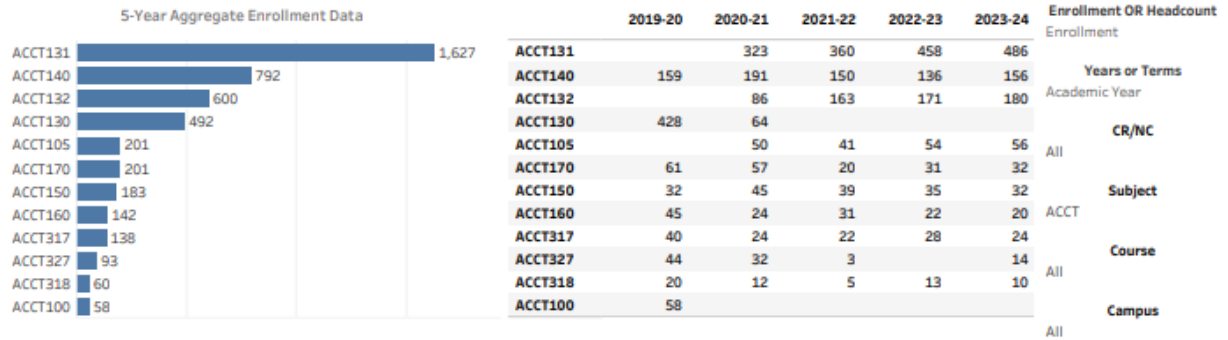 5-Year Aggregate Enrollment Data
ACCT131 1,627
ACCT140 792
ACCT132 600
ACCT130 492
ACCT105 201
ACCT170 201
ACCT150 183
ACCT160 142
ACCT317 138
ACCT327 93
ACCT318 60
ACCT100 58
2019-20 2020-21 2021-22 2022-23 2023-24
ACCT131 323 360 458 486
ACCT140 159 191 150 136 156
ACCT132 86 163 171 180
ACCT130 428 64
ACCT105 50 41 54 56
ACCT170 61 57 20 31 32
ACCT150 32 45 39 35 32
ACCT160 45 24 31 22 20
ACCT317 40 24 22 28 24
ACCT327 44 32 3 14
ACCT318 20 12 5 13 10
ACCT100 58
Enrollment OR Headcount
Enrollment
Years or Terms
Academic Year
CR/NC
All
Subject
ACCT
Course
All
Campus
All